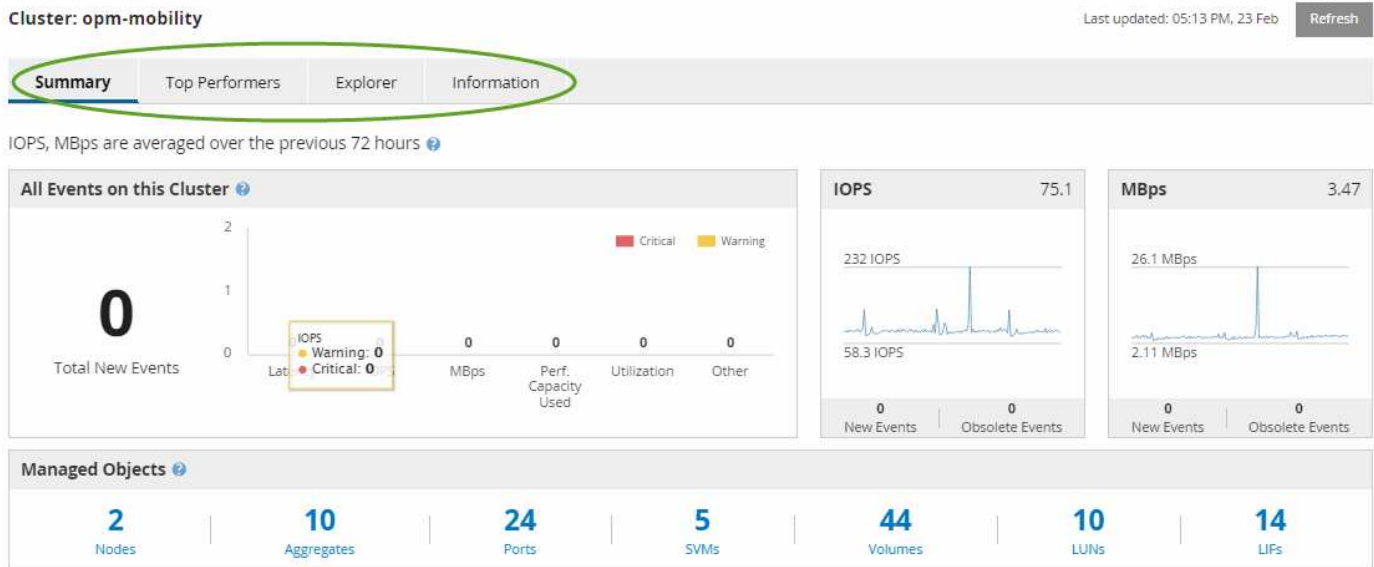 Cluster: opm-mobility
Last updated: 05:13 PM, 23 Feb
Refresh
Summary
Top Performers
Explorer
Information
IOPS, MBps are averaged over the previous 72 hours
All Events on this Cluster
2
1
0
Critical
Warning
0
Total New Events
IOPS
Warning: 0
Critical: 0
0
0
0
0
MBps
Perf.
Capacity
Used
Utilization
Other
IOPS
75.1
232 IOPS
58.3 IOPS
0
New Events
0
Obsolete Events
MBps
3.47
26.1 MBps
2.11 MBps
0
New Events
0
Obsolete Events
Managed Objects
2
Nodes
10
Aggregates
24
Ports
5
SVMs
44
Volumes
10
LUNs
14
LIFs